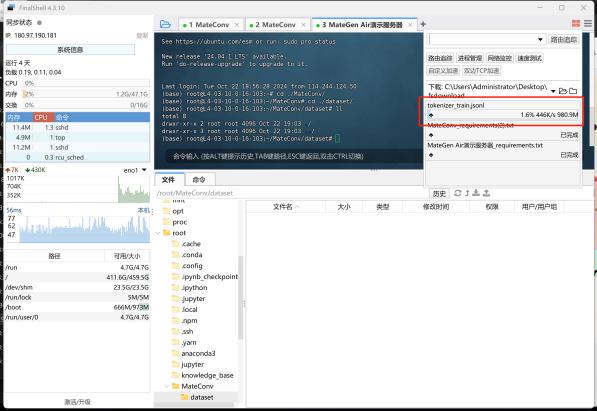 FinalShell 4.3.10
同步状态
IP 180.97.190.181 复制
系统信息
运行 4 天
负载 0.19, 0.11, 0.04
CPU 0%
内存 2% 1.2G/47.1G
交换 0% 0/16G
内存 CPU 命令
11.4M 1.3 sshd
4.9M 1 top
11.2M 0.3 sshd
0 0.3 rcu_sched
7K 430K eno1
1017K
704K
352K
56ms 本机
77
62
47
路径 可用/大小
/run 4.7G/4.7G
/ 411.6G/459.5G
/dev/shm 23.5G/23.5G
/run/lock 5M/5M
/boot 666M/973M
/run/user/0 4.7G/4.7G
激活/升级
1 MateConv × 2 MateConv × 3 MateGen Air演示服务器 × +
See https://ubuntu.com/esm or run: sudo pro status
New release '24.04.1 LTS' available.
Run 'do-release-upgrade' to upgrade to it.
Last login: Tue Oct 22 18:56:28 2024 from 114.244.124.50
(base) root@L4-03-10-0-16-103:~# cd ./MateConv/
(base) root@L4-03-10-0-16-103:~/MateConv# cd ./dataset/
(base) root@L4-03-10-0-16-103:~/MateConv/dataset# ll
total 8
drwxr-xr-x 2 root root 4096 Oct 22 19:03 ./
drwxr-xr-x 3 root root 4096 Oct 22 19:03 ../
(base) root@L4-03-10-0-16-103:~/MateConv/dataset#
命令输入 (按ALT键提示历史,TAB键路径,ESC键返回,双击CTRL切换)
路由追踪
路由追踪 进程管理 网络监控 速度测试
自定义加速 双边TCP加速
下载: C:\Users\Administrator\Desktop\
fsdownload
tokenizer_train.jsonl
1.6% 446K/s 980.9M
MateConv_requirements(2).txt
已完成
MateGen Air演示服务器_requirements.txt
已完成
文件 命令
/root/MateConv/dataset 历史
文件名 大小 类型 修改时间 权限 用户/用户组
mnt
opt
proc
root
.cache
.conda
.config
.ipynb_checkpoint
.ipython
.jupyter
.local
.npm
.ssh
.yarn
anaconda3
jupyter
knowledge_base
MateConv
dataset